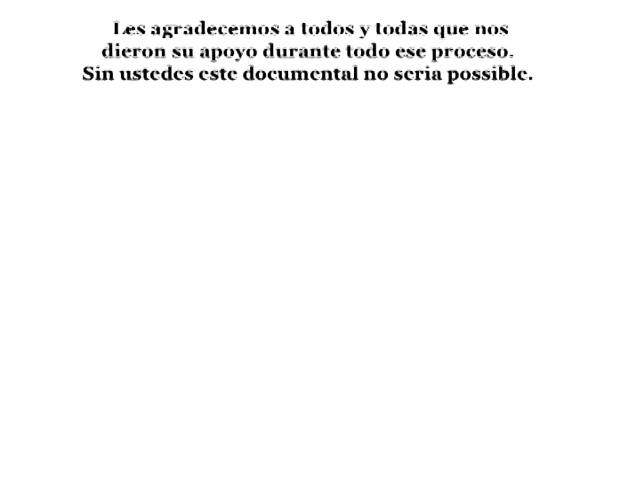 Les agradecemos a todos y todas que nos
dieron su apoyo durante todo ese proceso.
Sin ustedes este documental no seria possible.